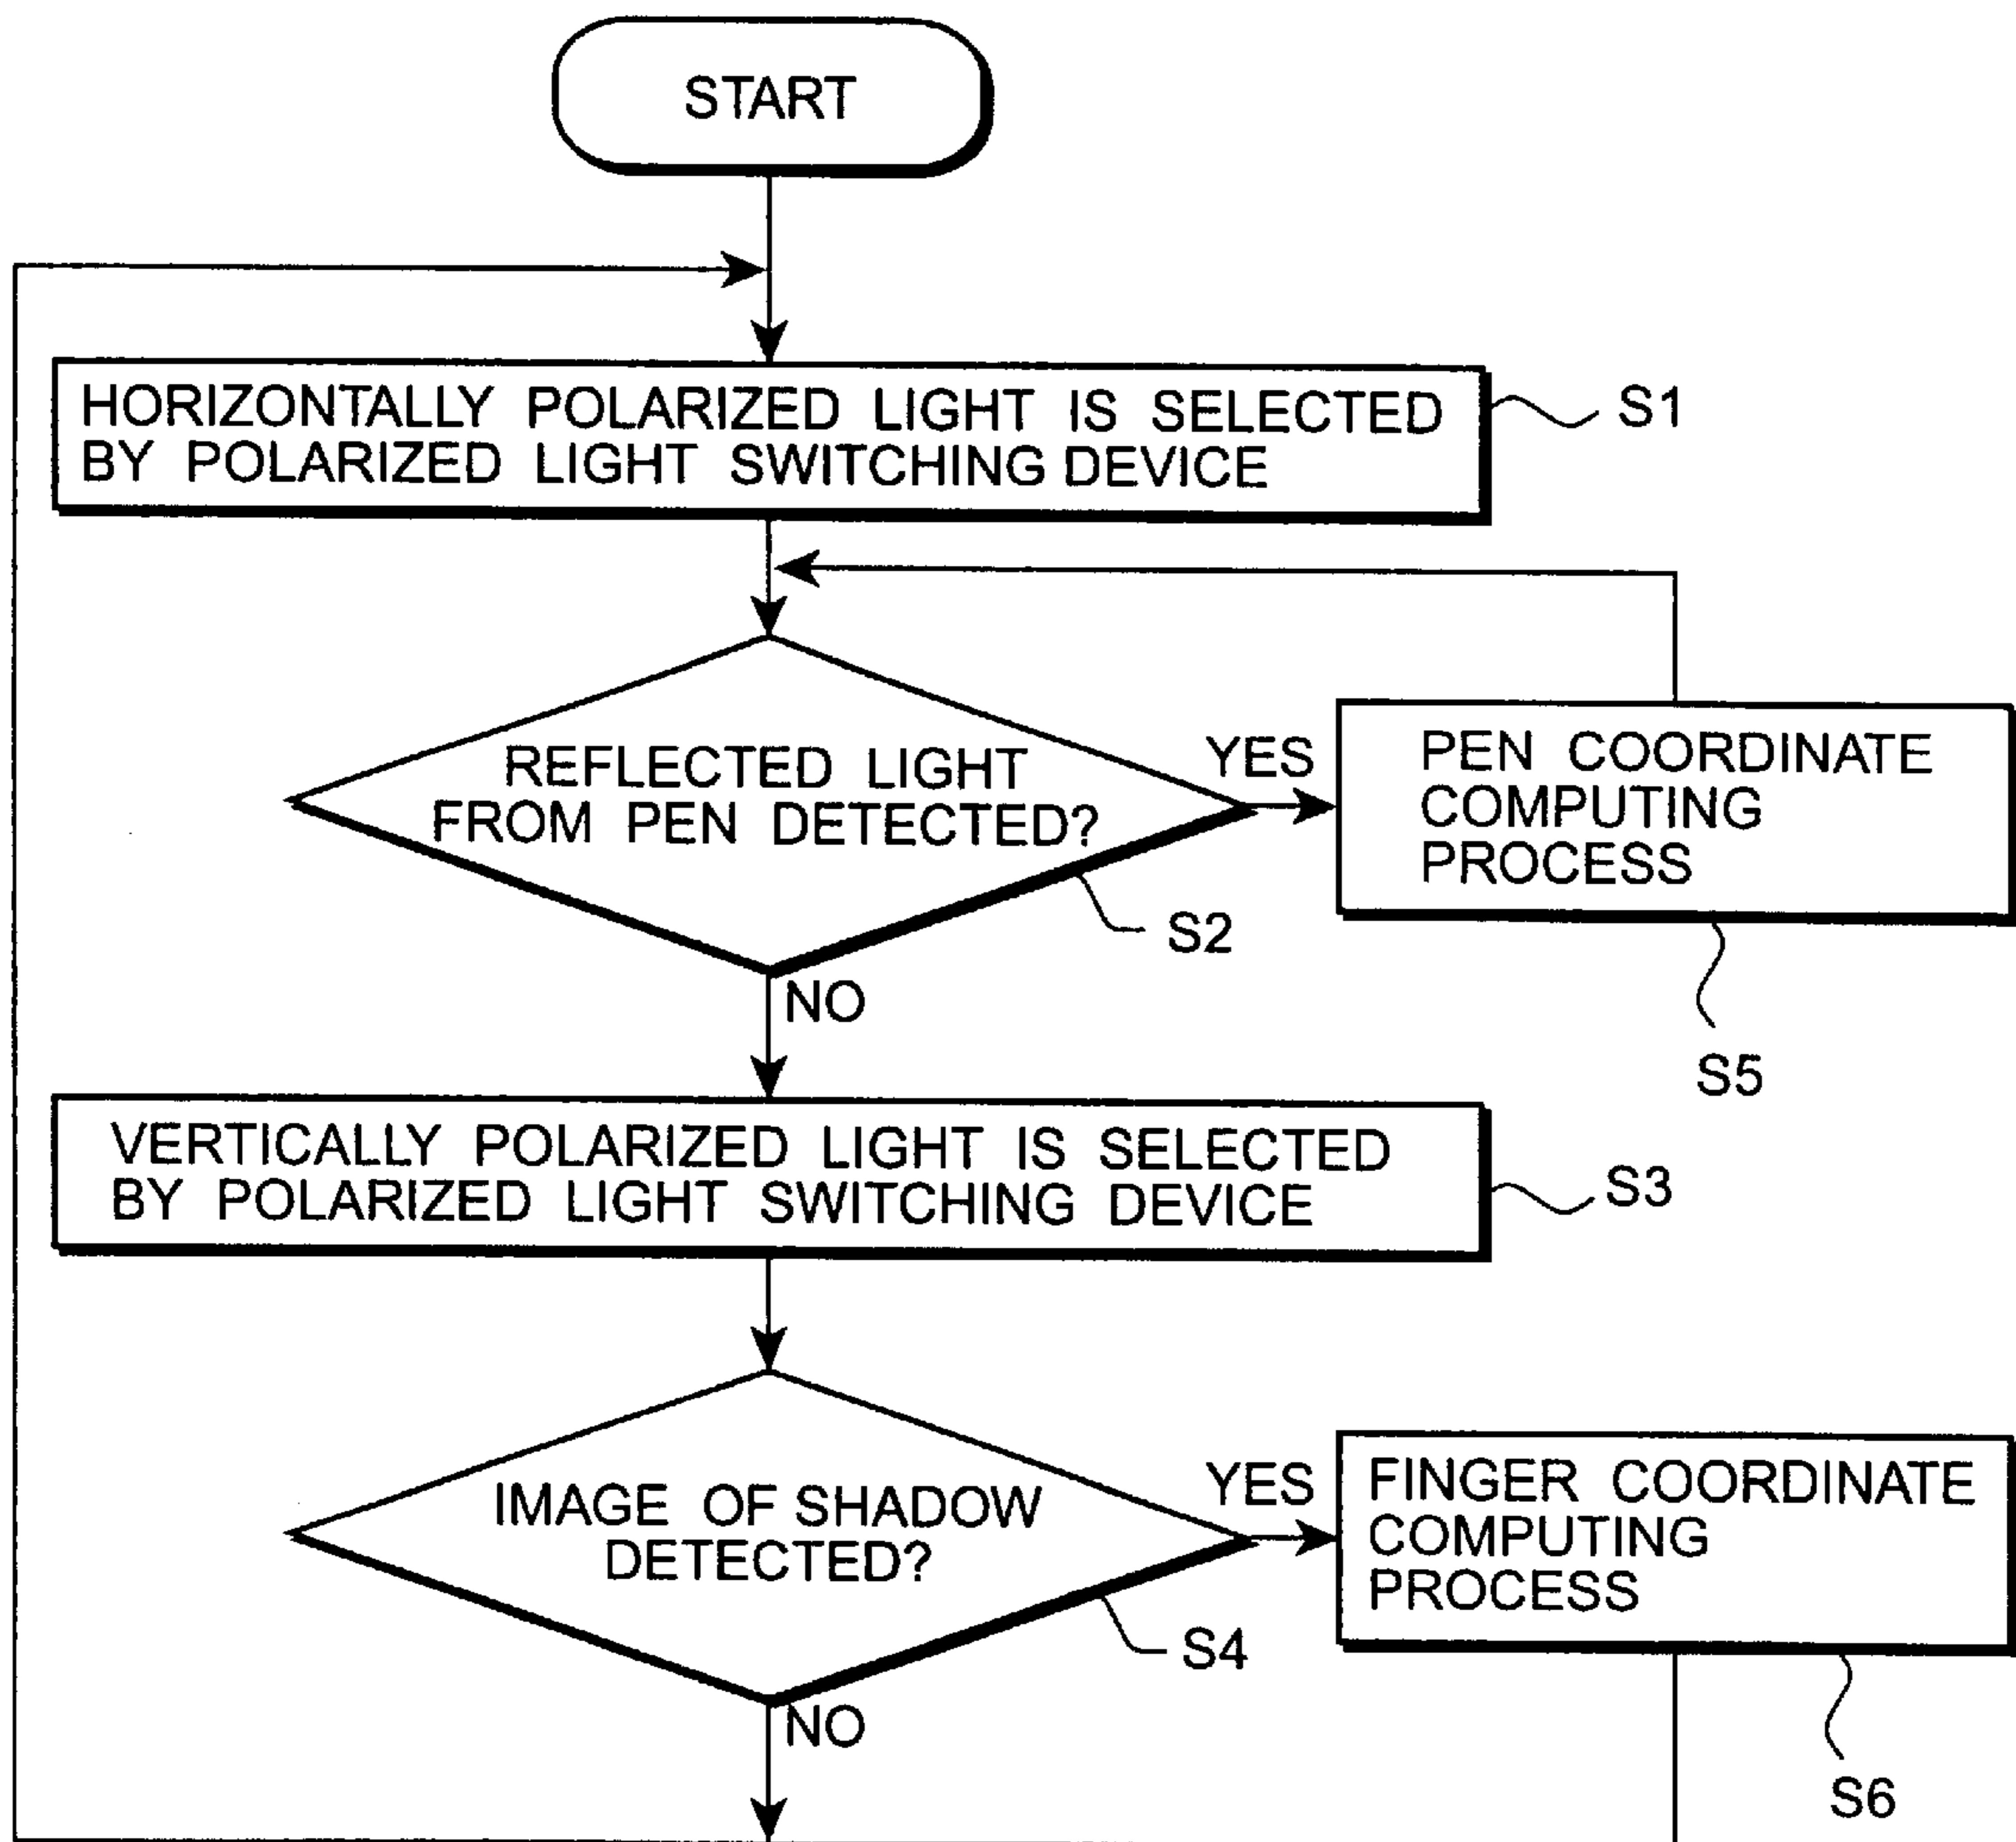 START
HORIZONTALLY POLARIZED LIGHT IS SELECTED
BY POLARIZED LIGHT SWITCHING DEVICE
S1
REFLECTED LIGHT
FROM PEN DETECTED?
S2
YES
PEN COORDINATE
COMPUTING
PROCESS
S5
NO
VERTICALLY POLARIZED LIGHT IS SELECTED
BY POLARIZED LIGHT SWITCHING DEVICE
S3
IMAGE OF SHADOW
DETECTED?
S4
YES
FINGER COORDINATE
COMPUTING
PROCESS
S6
NO